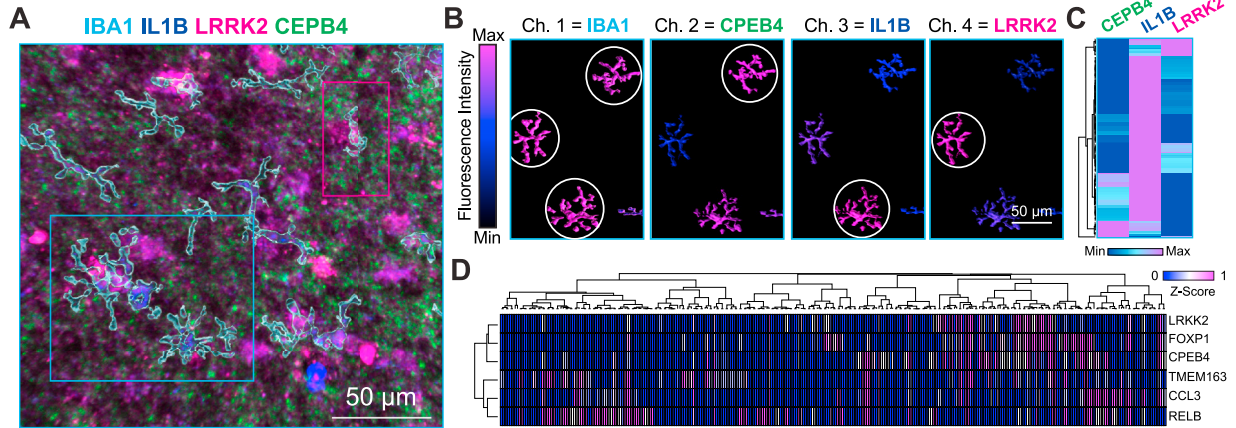 A
IBA1 IL1B LRRK2 CEPB4
50 µm
B
Fluorescence Intensity
Max
Min
Ch. 1 = IBA1
Ch. 2 = CPEB4
Ch. 3 = IL1B
Ch. 4 = LRRK2
50 µm
C
CEPB4
IL1B
LRRK2
Min
Max
D
0
1
Z-Score
LRKK2
FOXP1
CPEB4
TMEM163
CCL3
RELB